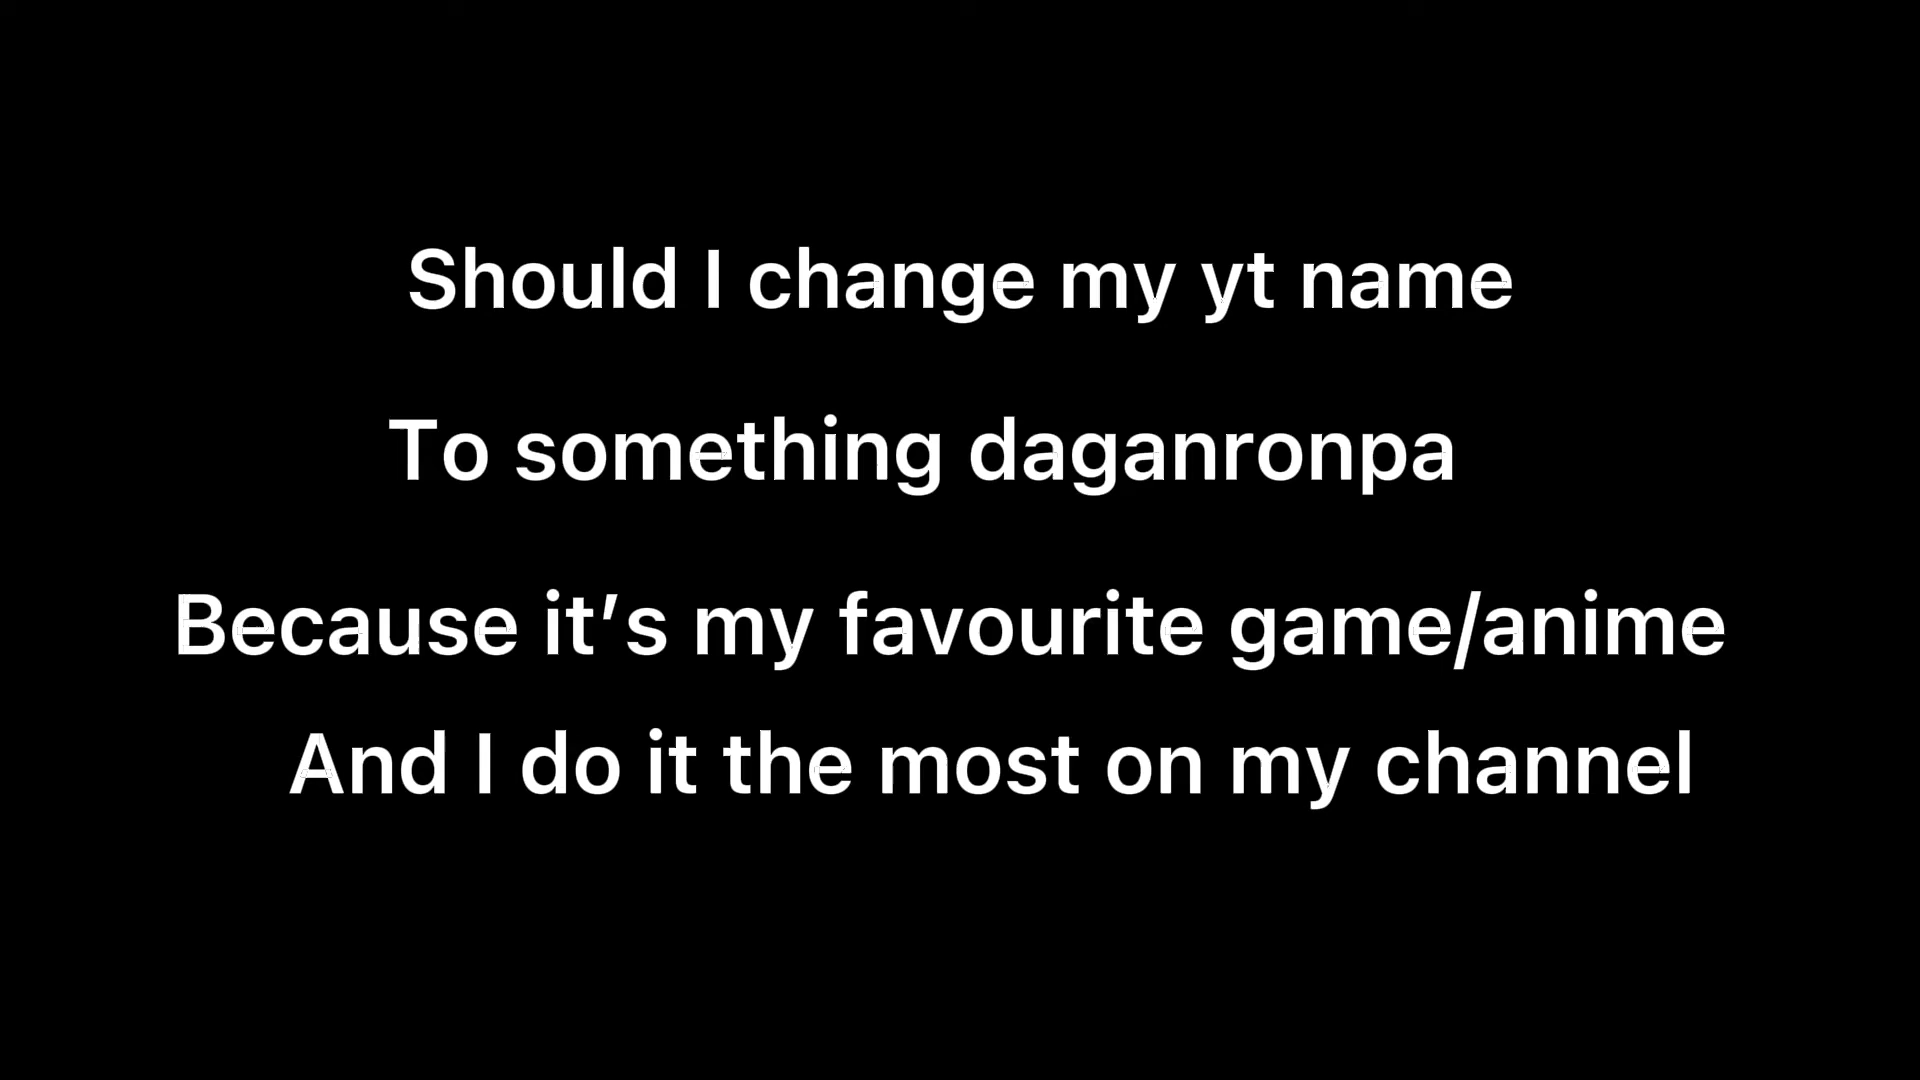 Should I change my yt name
To something daganronpa
Because it’s my favourite game/anime
And I do it the most on my channel